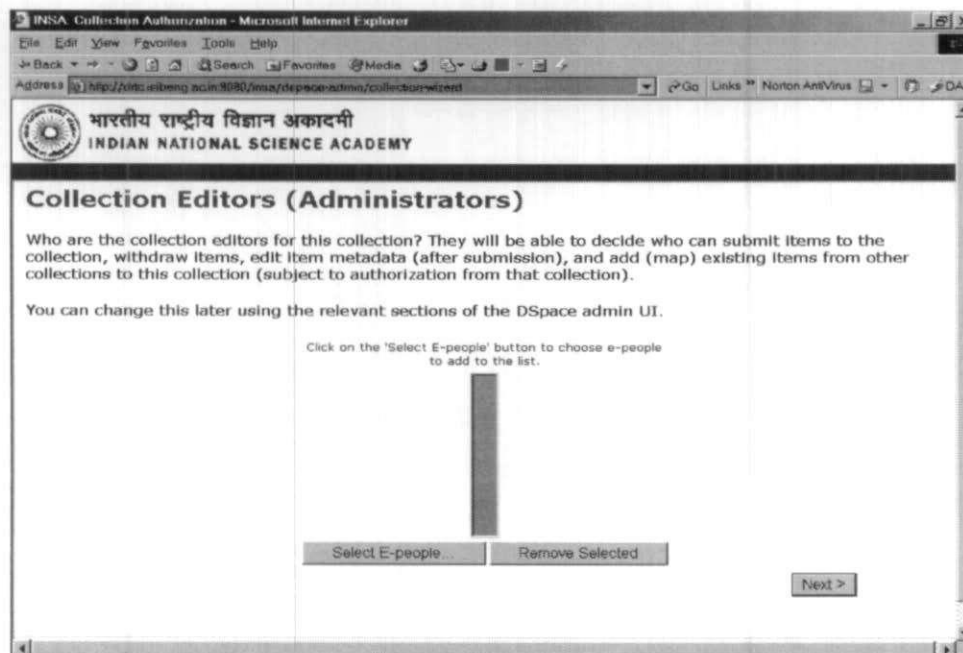 INSA: Collection Authorization - Microsoft Internet Explorer
File Edit View Favorites Tools Help
Back Search Favorites Media
Address Go Links » Norton AntiVirus
भारतीय राष्ट्रीय विज्ञान अकादमी
INDIAN NATIONAL SCIENCE ACADEMY
Collection Editors (Administrators)
Who are the collection editors for this collection? They will be able to decide who can submit items to the
collection, withdraw items, edit item metadata (after submission), and add (map) existing items from other
collections to this collection (subject to authorization from that collection).
You can change this later using the relevant sections of the DSpace admin UI.
Click on the 'Select E-people' button to choose e-people
to add to the list.
Select E-people...
Remove Selected
Next >